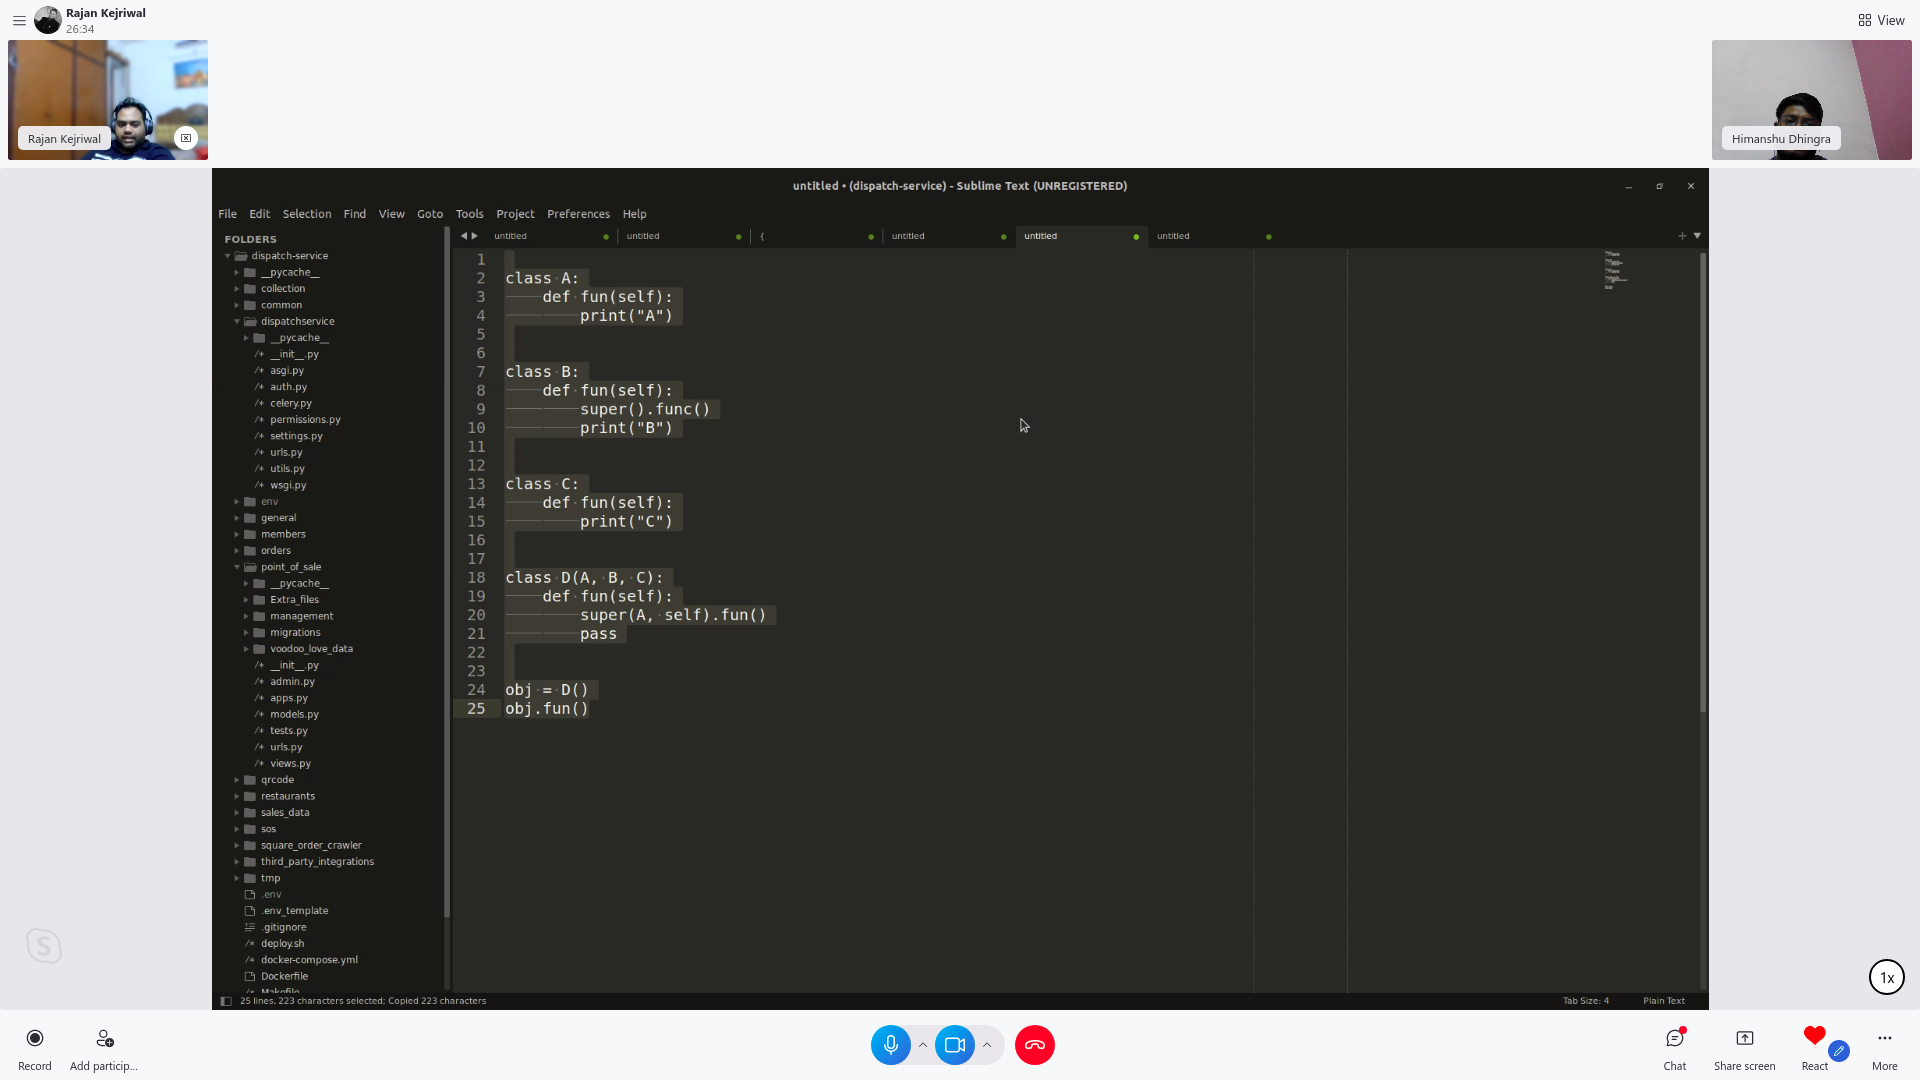 Rajan Kejriwal
26:34
View
Rajan Kejriwal
Himanshu Dhingra
untitled • (dispatch-service) - Sublime Text (UNREGISTERED)
File Edit Selection Find View Goto Tools Project Preferences Help
FOLDERS
dispatch-service
__pycache__
collection
common
dispatchservice
__pycache__
__init__.py
asgi.py
auth.py
celery.py
permissions.py
settings.py
urls.py
utils.py
wsgi.py
env
general
members
orders
point_of_sale
__pycache__
Extra_files
management
migrations
voodoo_love_data
__init__.py
admin.py
apps.py
models.py
tests.py
urls.py
views.py
qrcode
restaurants
sales_data
sos
square_order_crawler
third_party_integrations
tmp
.env
.env_template
.gitignore
deploy.sh
docker-compose.yml
Dockerfile
Makefile
untitled untitled { untitled untitled untitled
1
2 class A:
3 def fun(self):
4 print("A")
5
6
7 class B:
8 def fun(self):
9 super().func()
10 print("B")
11
12
13 class C:
14 def fun(self):
15 print("C")
16
17
18 class D(A, B, C):
19 def fun(self):
20 super(A, self).fun()
21 pass
22
23
24 obj = D()
25 obj.fun()
25 lines, 223 characters selected; Copied 223 characters
Tab Size: 4 Plain Text
S
1x
Record Add particip... Chat Share screen React More